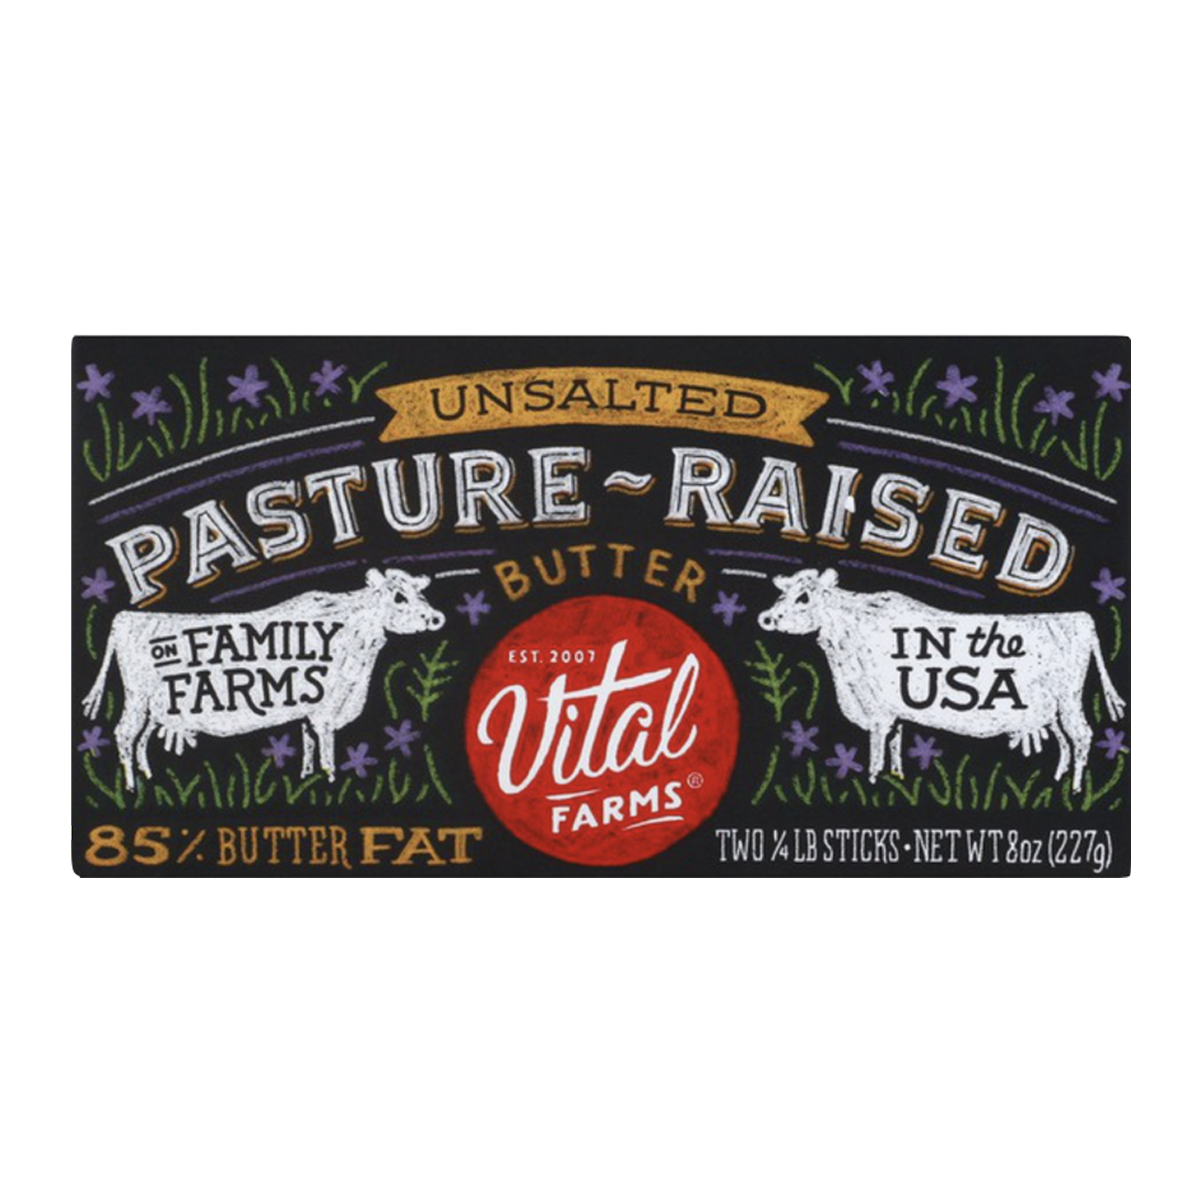 UNSALTED
PASTURE~RAISED
BUTTER
ON FAMILY
FARMS
IN the
USA
EST. 2007
Vital
FARMS®
85% BUTTER FAT
TWO ¼ LB STICKS • NET WT 8oz (227g)